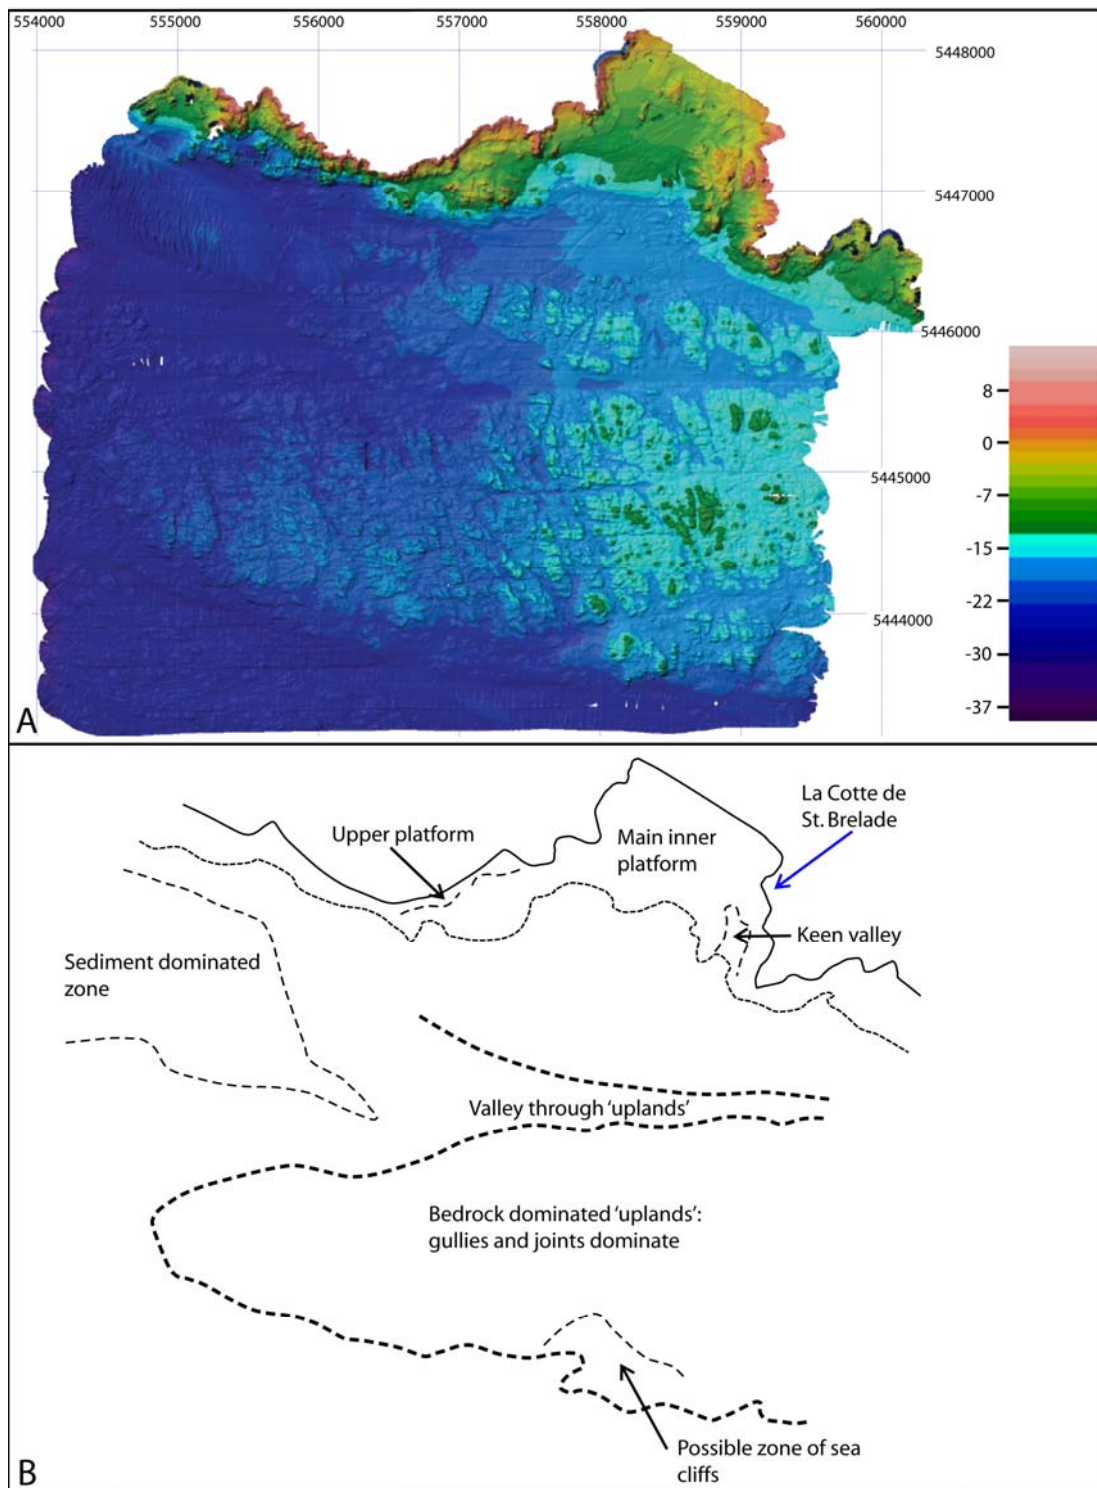 554000 555000 556000 557000 558000 559000 560000
5448000
5447000
5446000
5445000
5444000
8
0
-7
-15
-22
-30
-37
A
La Cotte de
St. Brelade
Upper platform
Main inner
platform
Keen valley
Sediment dominated
zone
Valley through ‘uplands’
Bedrock dominated ‘uplands’:
gullies and joints dominate
Possible zone of sea
cliffs
B